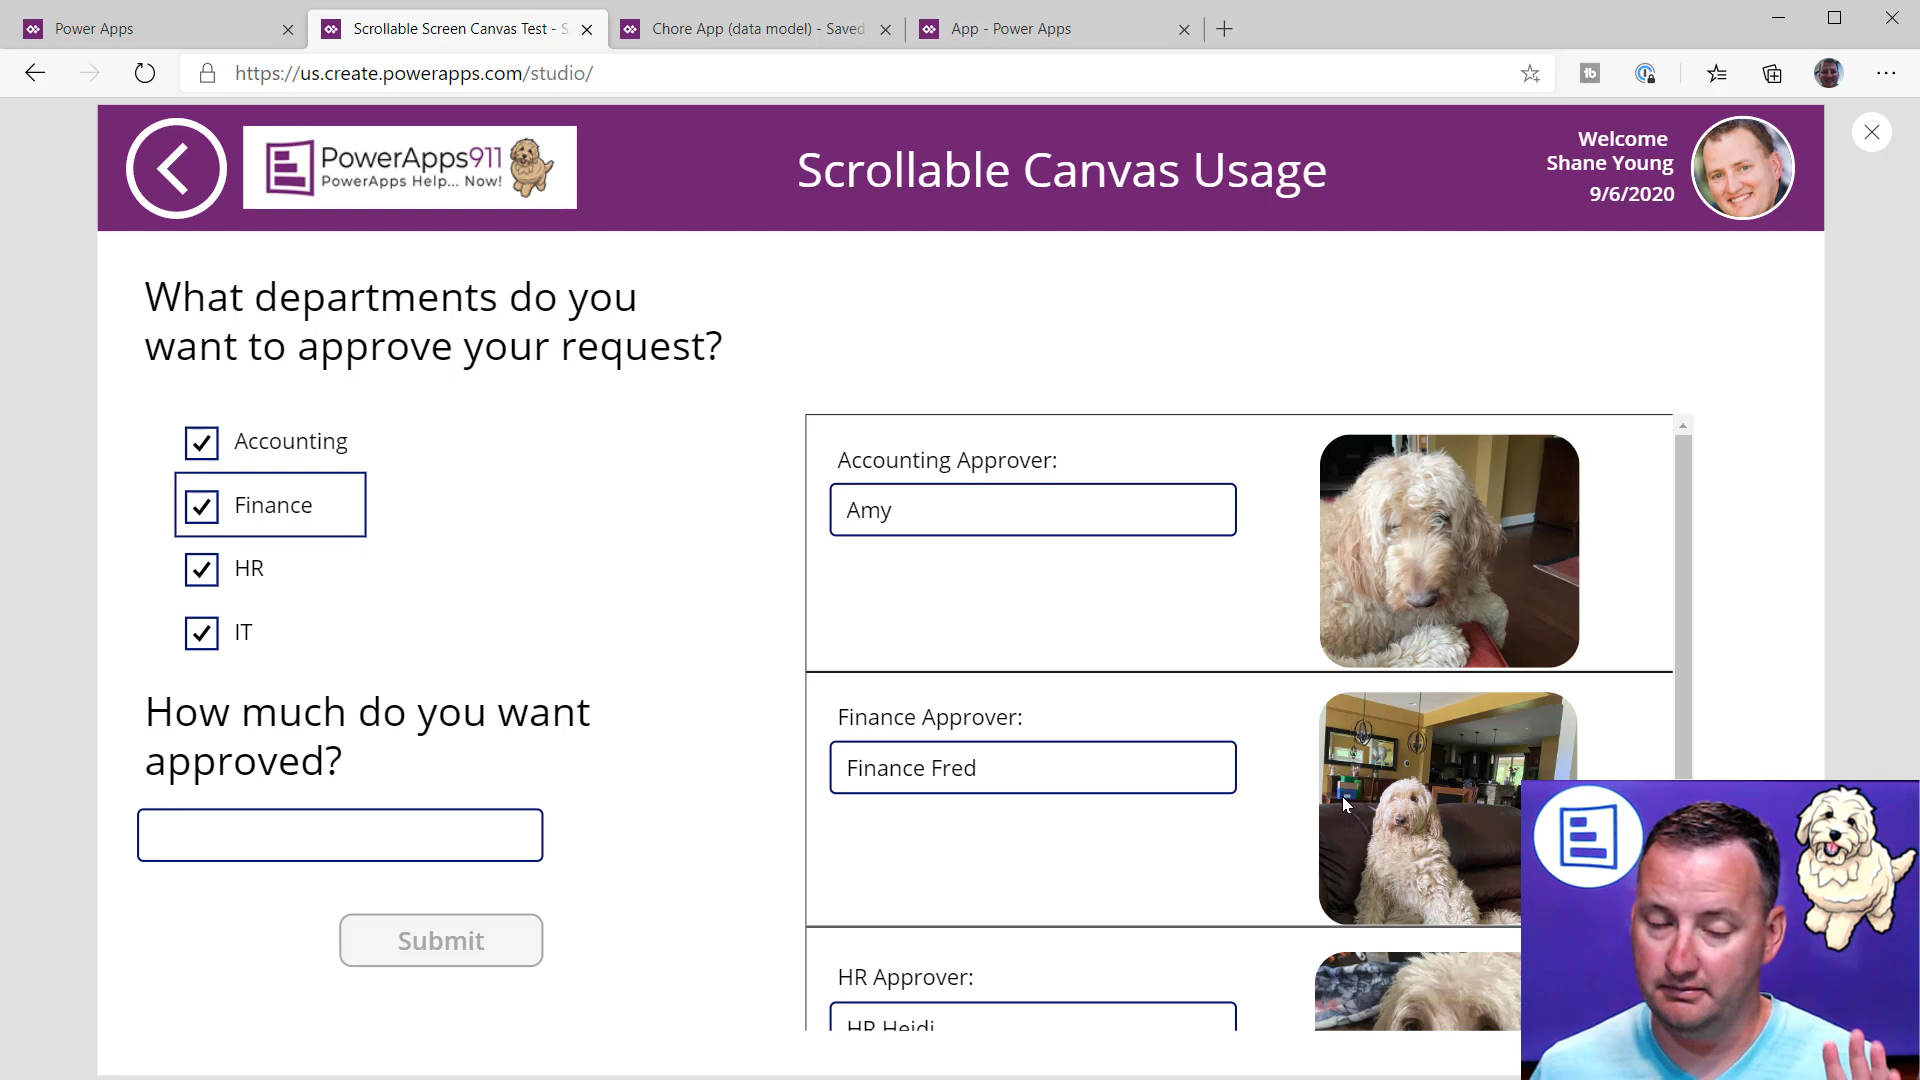 Power Apps
Scrollable Screen Canvas Test - S
Chore App (data model) - Saved
App - Power Apps
https://us.create.powerapps.com/studio/
tb
PowerApps911
PowerApps Help... Now!
Scrollable Canvas Usage
Welcome
Shane Young
9/6/2020
What departments do you
want to approve your request?
Accounting
Finance
HR
IT
How much do you want
approved?
Submit
Accounting Approver:
Amy
Finance Approver:
Finance Fred
HR Approver:
HR Heidi